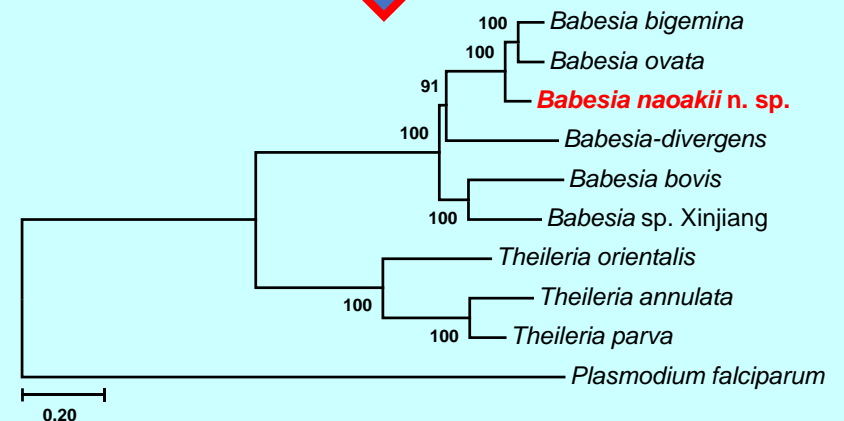 100
Babesia bigemina
100
Babesia ovata
91
Babesia naoakii n. sp.
100
Babesia-divergens
Babesia bovis
100
Babesia sp. Xinjiang
Theileria orientalis
100
Theileria annulata
100
Theileria parva
Plasmodium falciparum
0.20